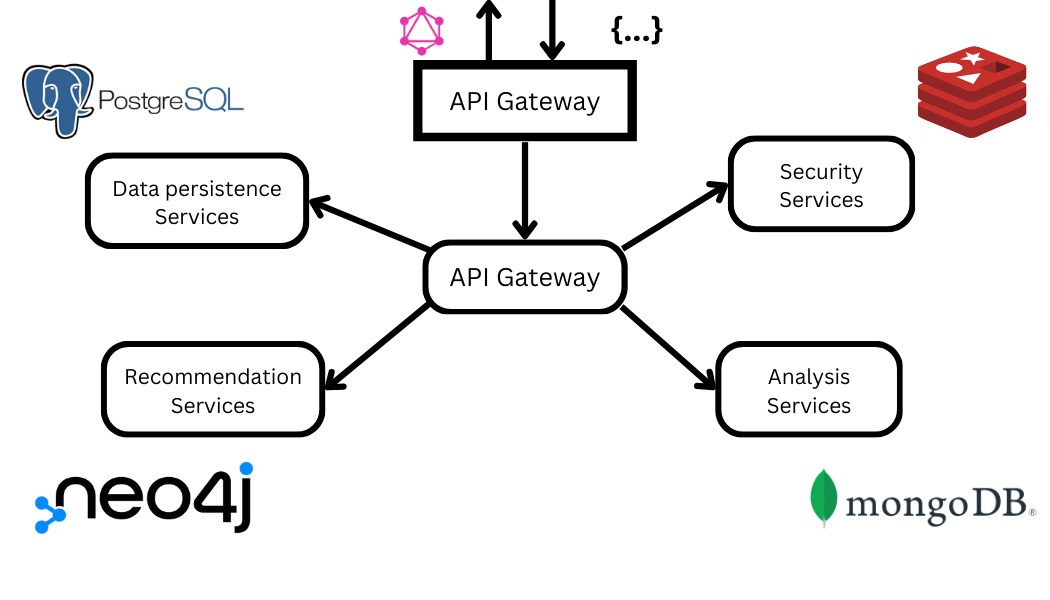 {...}
API Gateway
PostgreSQL
Data persistence
Services
Security
Services
API Gateway
Recommendation
Services
Analysis
Services
neo4j
mongoDB®